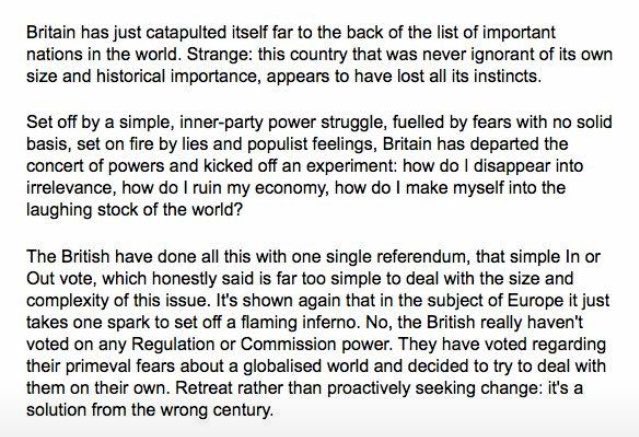 Britain has just catapulted itself far to the back of the list of important
nations in the world. Strange: this country that was never ignorant of its own
size and historical importance, appears to have lost all its instincts.
Set off by a simple, inner-party power struggle, fuelled by fears with no solid
basis, set on fire by lies and populist feelings, Britain has departed the
concert of powers and kicked off an experiment: how do I disappear into
irrelevance, how do I ruin my economy, how do I make myself into the
laughing stock of the world?
The British have done all this with one single referendum, that simple In or
Out vote, which honestly said is far too simple to deal with the size and
complexity of this issue. It's shown again that in the subject of Europe it just
takes one spark to set off a flaming inferno. No, the British really haven't
voted on any Regulation or Commission power. They have voted regarding
their primeval fears about a globalised world and decided to try to deal with
them on their own. Retreat rather than proactively seeking change: it's a
solution from the wrong century.